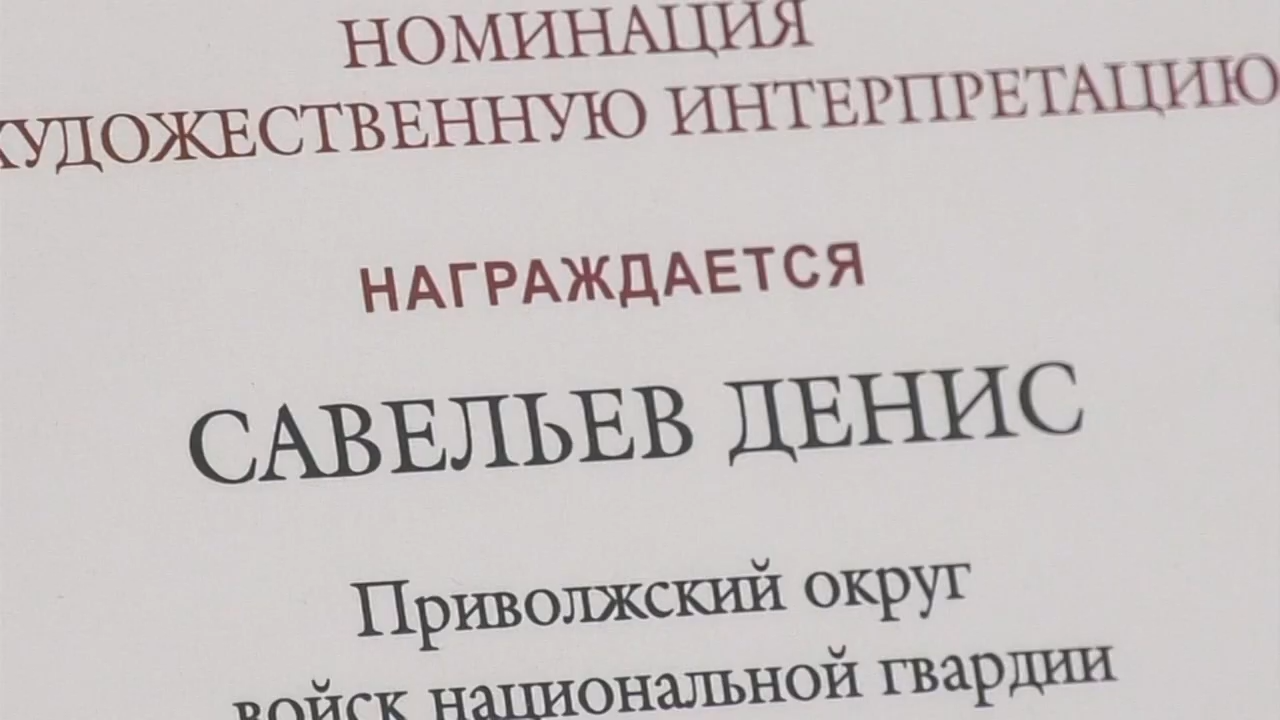 НОМИНАЦИЯ
ХУДОЖЕСТВЕННУЮ ИНТЕРПРЕТАЦИЮ
НАГРАЖДАЕТСЯ
САВЕЛЬЕВ ДЕНИС
Приволжский округ
войск национальной гвардии